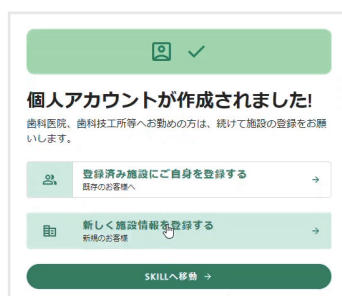 個人アカウントが作成されました!
歯科医院、歯科技工所等へお勤めの方は、続けて施設の登録をお願
いします。
登録済み施設にご自身を登録する
既存のお客様へ
新しく施設情報を登録する
新規のお客様
SKILLへ移動 →